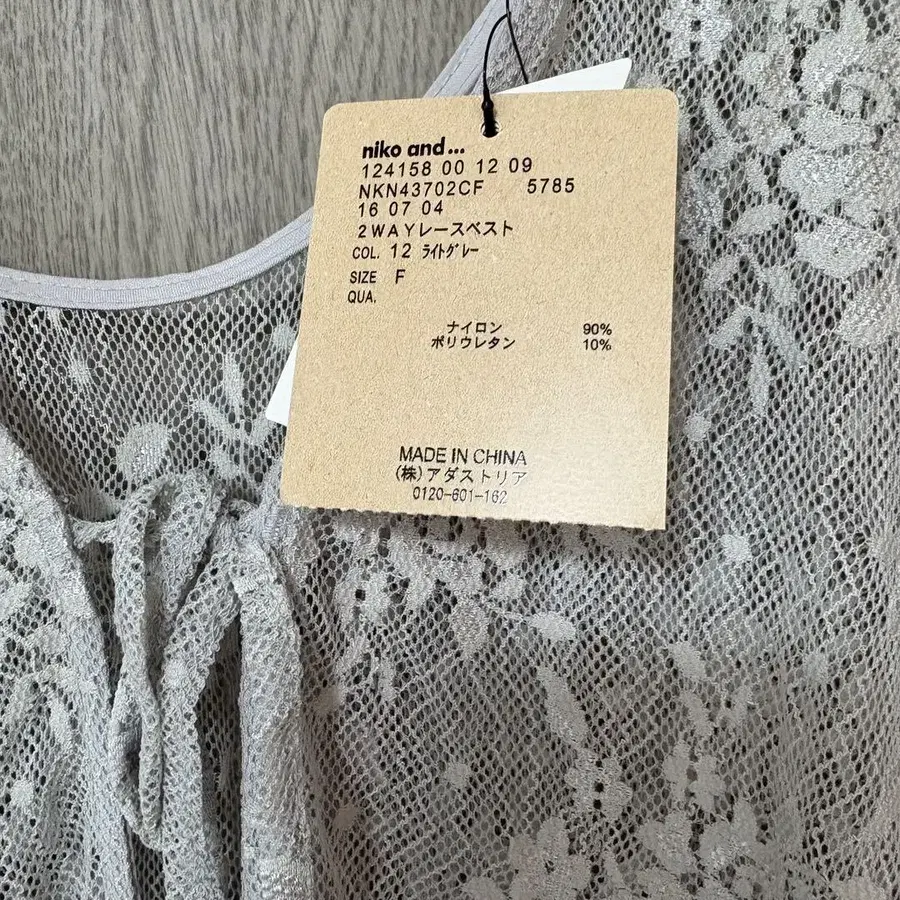 niko and...
124158 00 12 09
NKN43702CF 5785
16 07 04
2WAYレースベスト
COL. 12 ﾗｲﾄｸﾞﾚｰ
SIZE F
QUA.
ナイロン 90%
ポリウレタン 10%
MADE IN CHINA
(株)アダストリア
0120-601-162